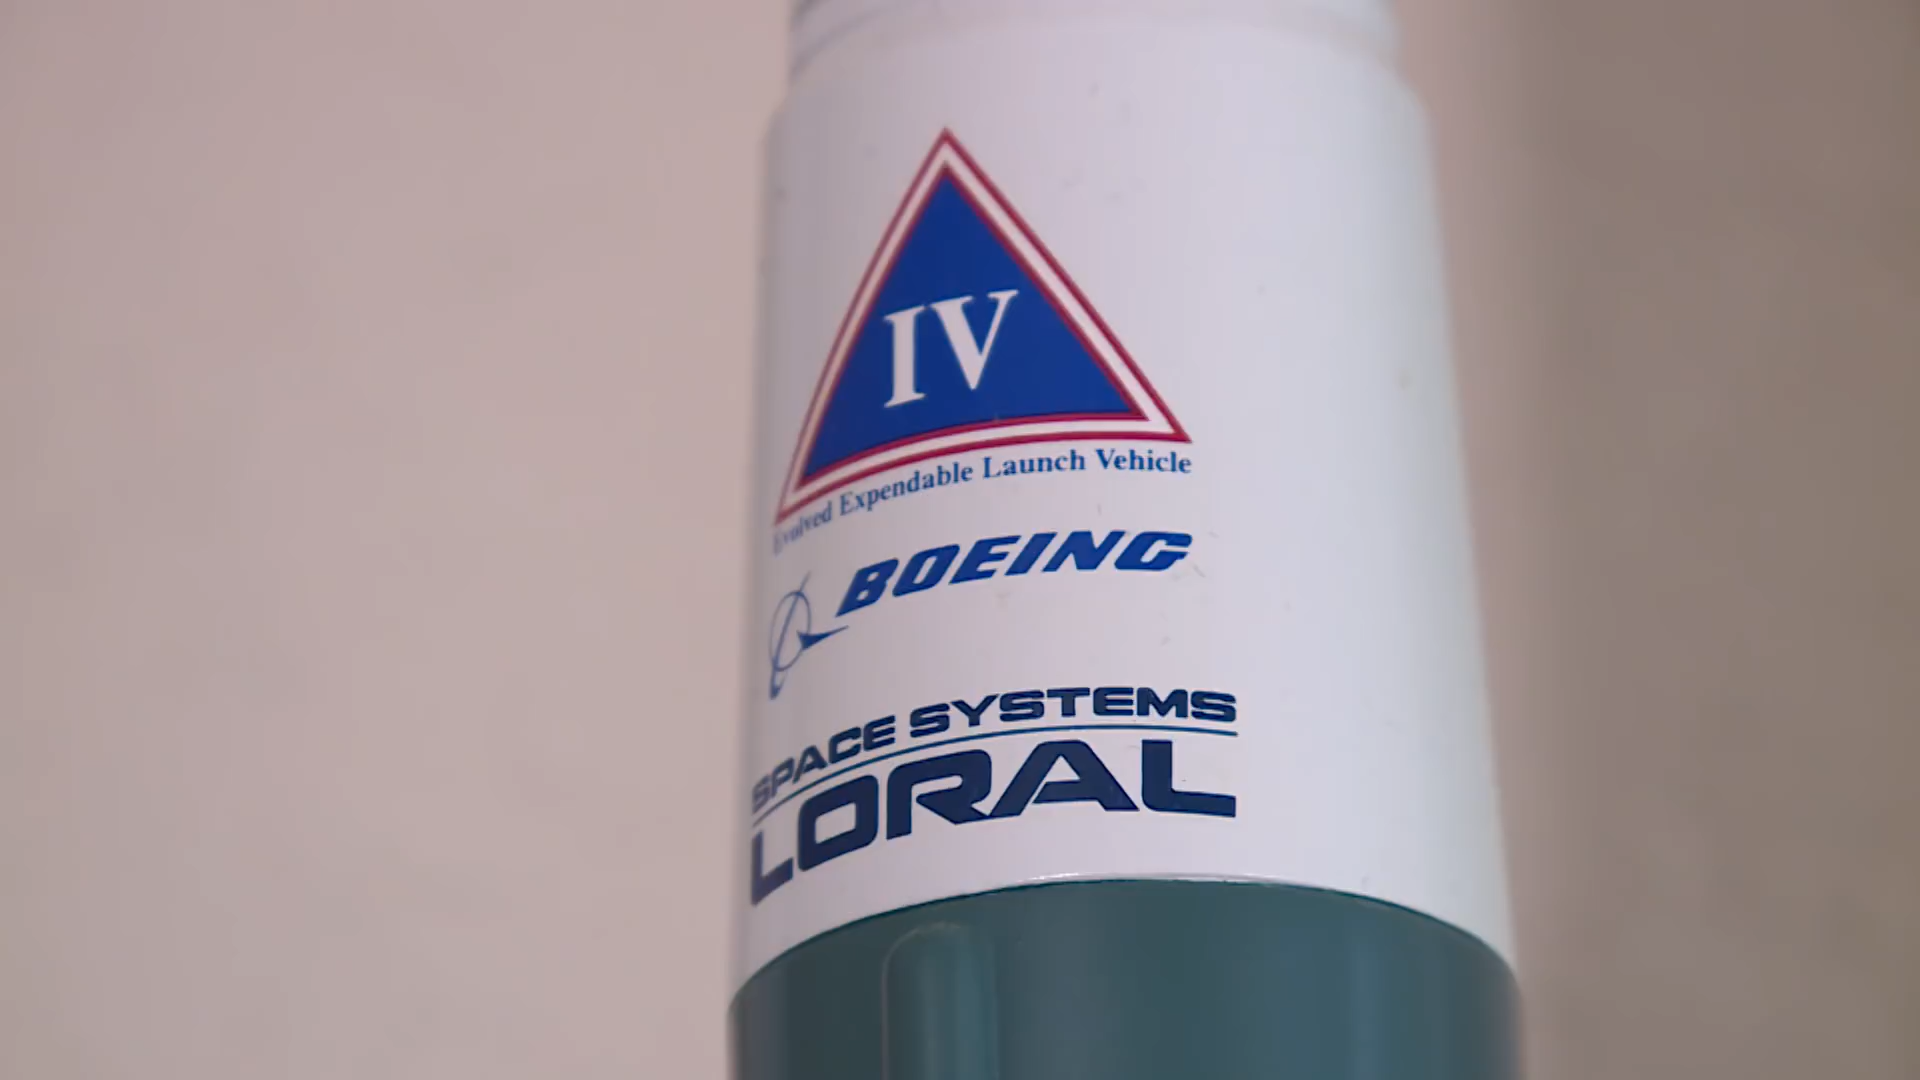 IV
Evolved Expendable Launch Vehicle
BOEING
SPACE SYSTEMS
LORAL